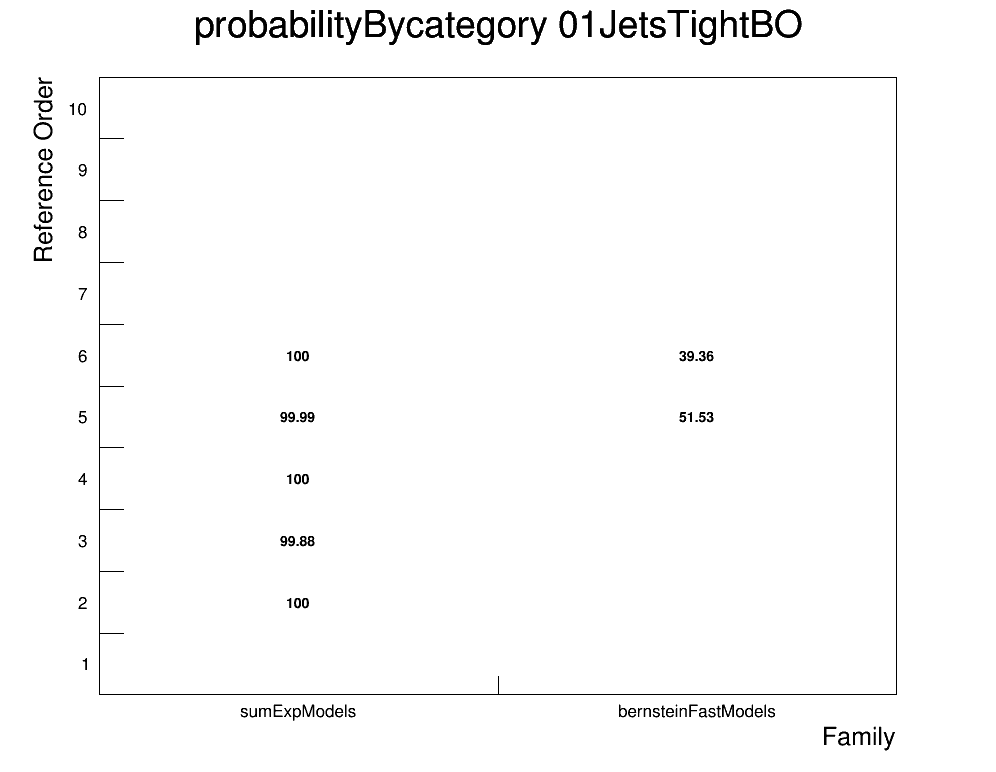 probabilityBycategory 01JetsTightBO
Reference Order
10
9
8
7
6 100 39.36
5 99.99 51.53
4 100
3 99.88
2 100
1
sumExpModels bernsteinFastModels
Family